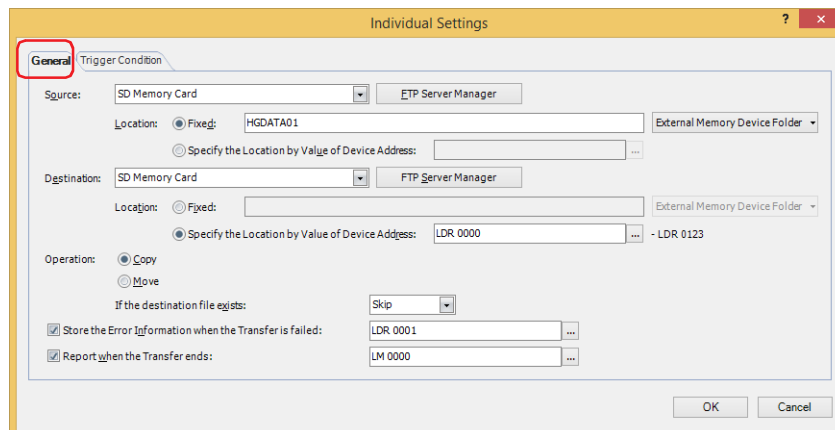 Individual Settings ? ×
General Trigger Condition
Source: SD Memory Card FTP Server Manager
Location: Fixed: HGDATA01 External Memory Device Folder
Specify the Location by Value of Device Address: ...
Destination: SD Memory Card FTP Server Manager
Location: Fixed: External Memory Device Folder
Specify the Location by Value of Device Address: LDR 0000 ... - LDR 0123
Operation: Copy
Move
If the destination file exists: Skip
Store the Error Information when the Transfer is failed: LDR 0001 ...
Report when the Transfer ends: LM 0000 ...
OK Cancel